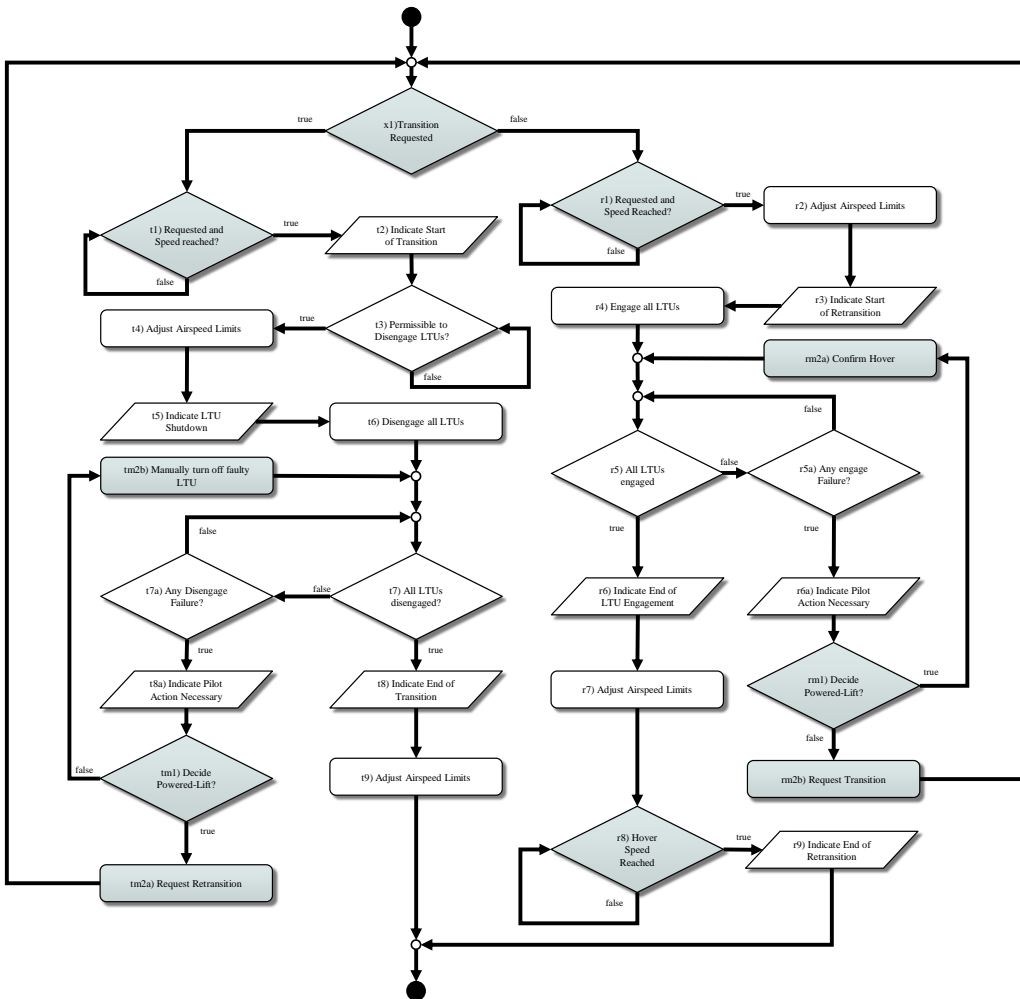 x1)Transition
Requested
true
false
t1) Requested and
Speed reached?
true
false
t2) Indicate Start
of Transition
t3) Permissible to
Disengage LTUs?
true
false
t4) Adjust Airspeed Limits
t5) Indicate LTU
Shutdown
t6) Disengage all LTUs
tm2b) Manually turn off faulty
LTU
false
t7a) Any Disengage
Failure?
false
t7) All LTUs
disengaged?
true
true
t8a) Indicate Pilot
Action Necessary
t8) Indicate End of
Transition
false
tm1) Decide
Powered-Lift?
t9) Adjust Airspeed Limits
true
tm2a) Request Retransition
r1) Requested and
Speed Reached?
true
false
r2) Adjust Airspeed Limits
r3) Indicate Start
of Retransition
r4) Engage all LTUs
rm2a) Confirm Hover
false
r5) All LTUs
engaged
false
r5a) Any engage
Failure?
true
true
r6) Indicate End of
LTU Engagement
r6a) Indicate Pilot
Action Necessary
r7) Adjust Airspeed Limits
rm1) Decide
Powered-Lift?
true
false
rm2b) Request Transition
r8) Hover
Speed
Reached
true
false
r9) Indicate End of
Retransition